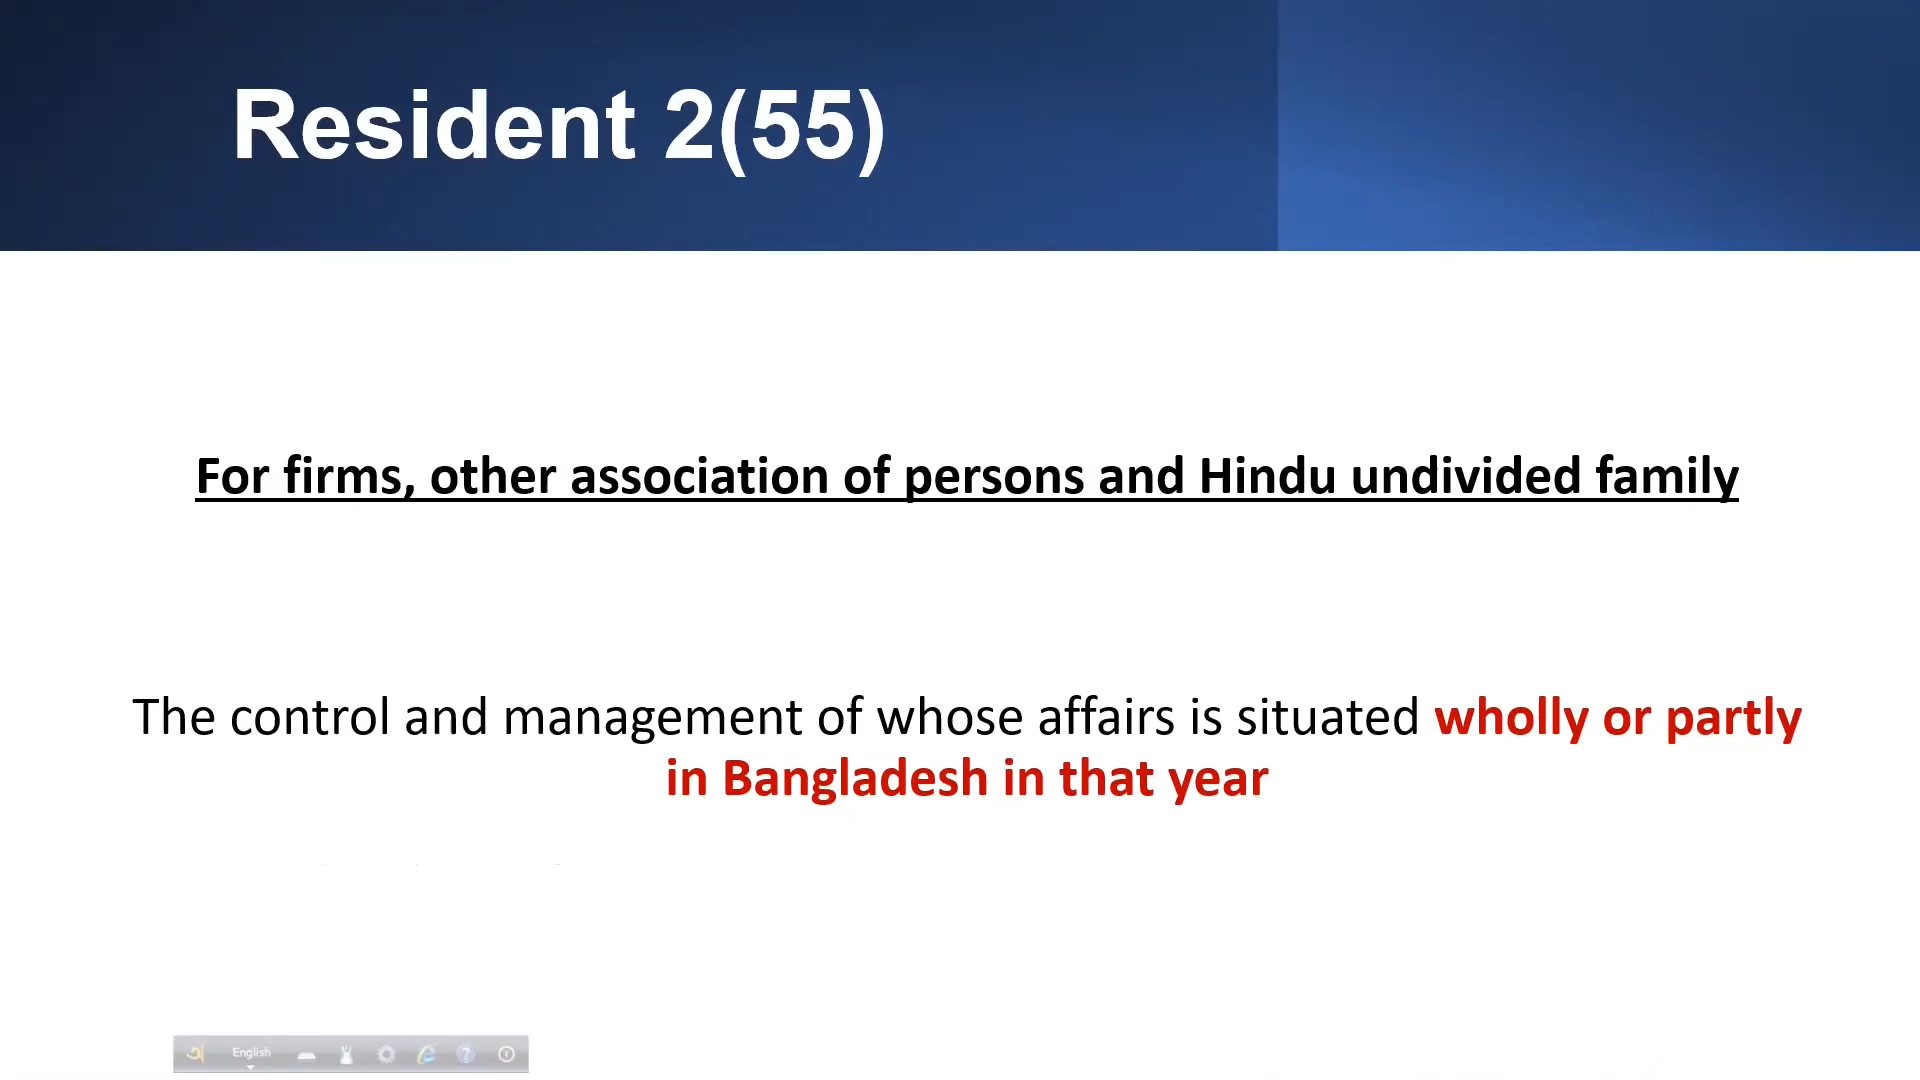 Resident 2(55)
For firms, other association of persons and Hindu undivided family
The control and management of whose affairs is situated wholly or partly
in Bangladesh in that year
অ English